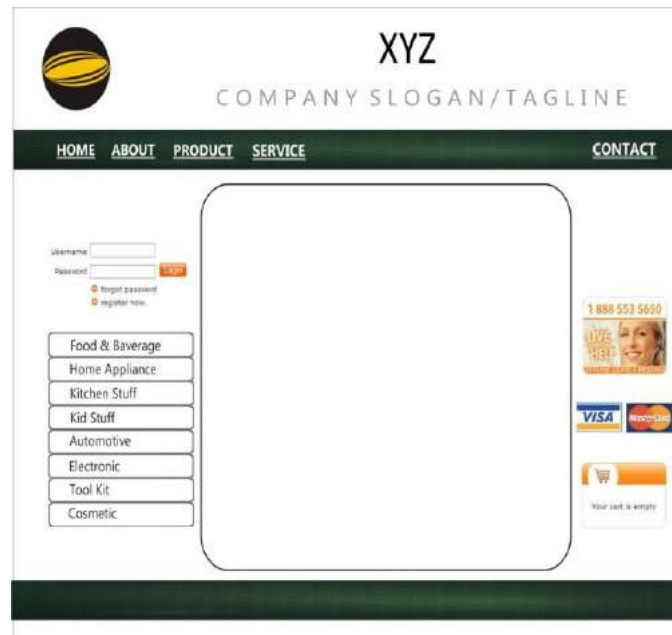 XYZ
COMPANY SLOGAN/TAGLINE
HOME ABOUT PRODUCT SERVICE CONTACT
Username
Password Login
forgot password
register now
Food & Baverage
Home Appliance
Kitchen Stuff
Kid Stuff
Automotive
Electronic
Tool Kit
Cosmetic
1 888 553 5650
LIVE
HELP
VISA MasterCard
Your cart is empty